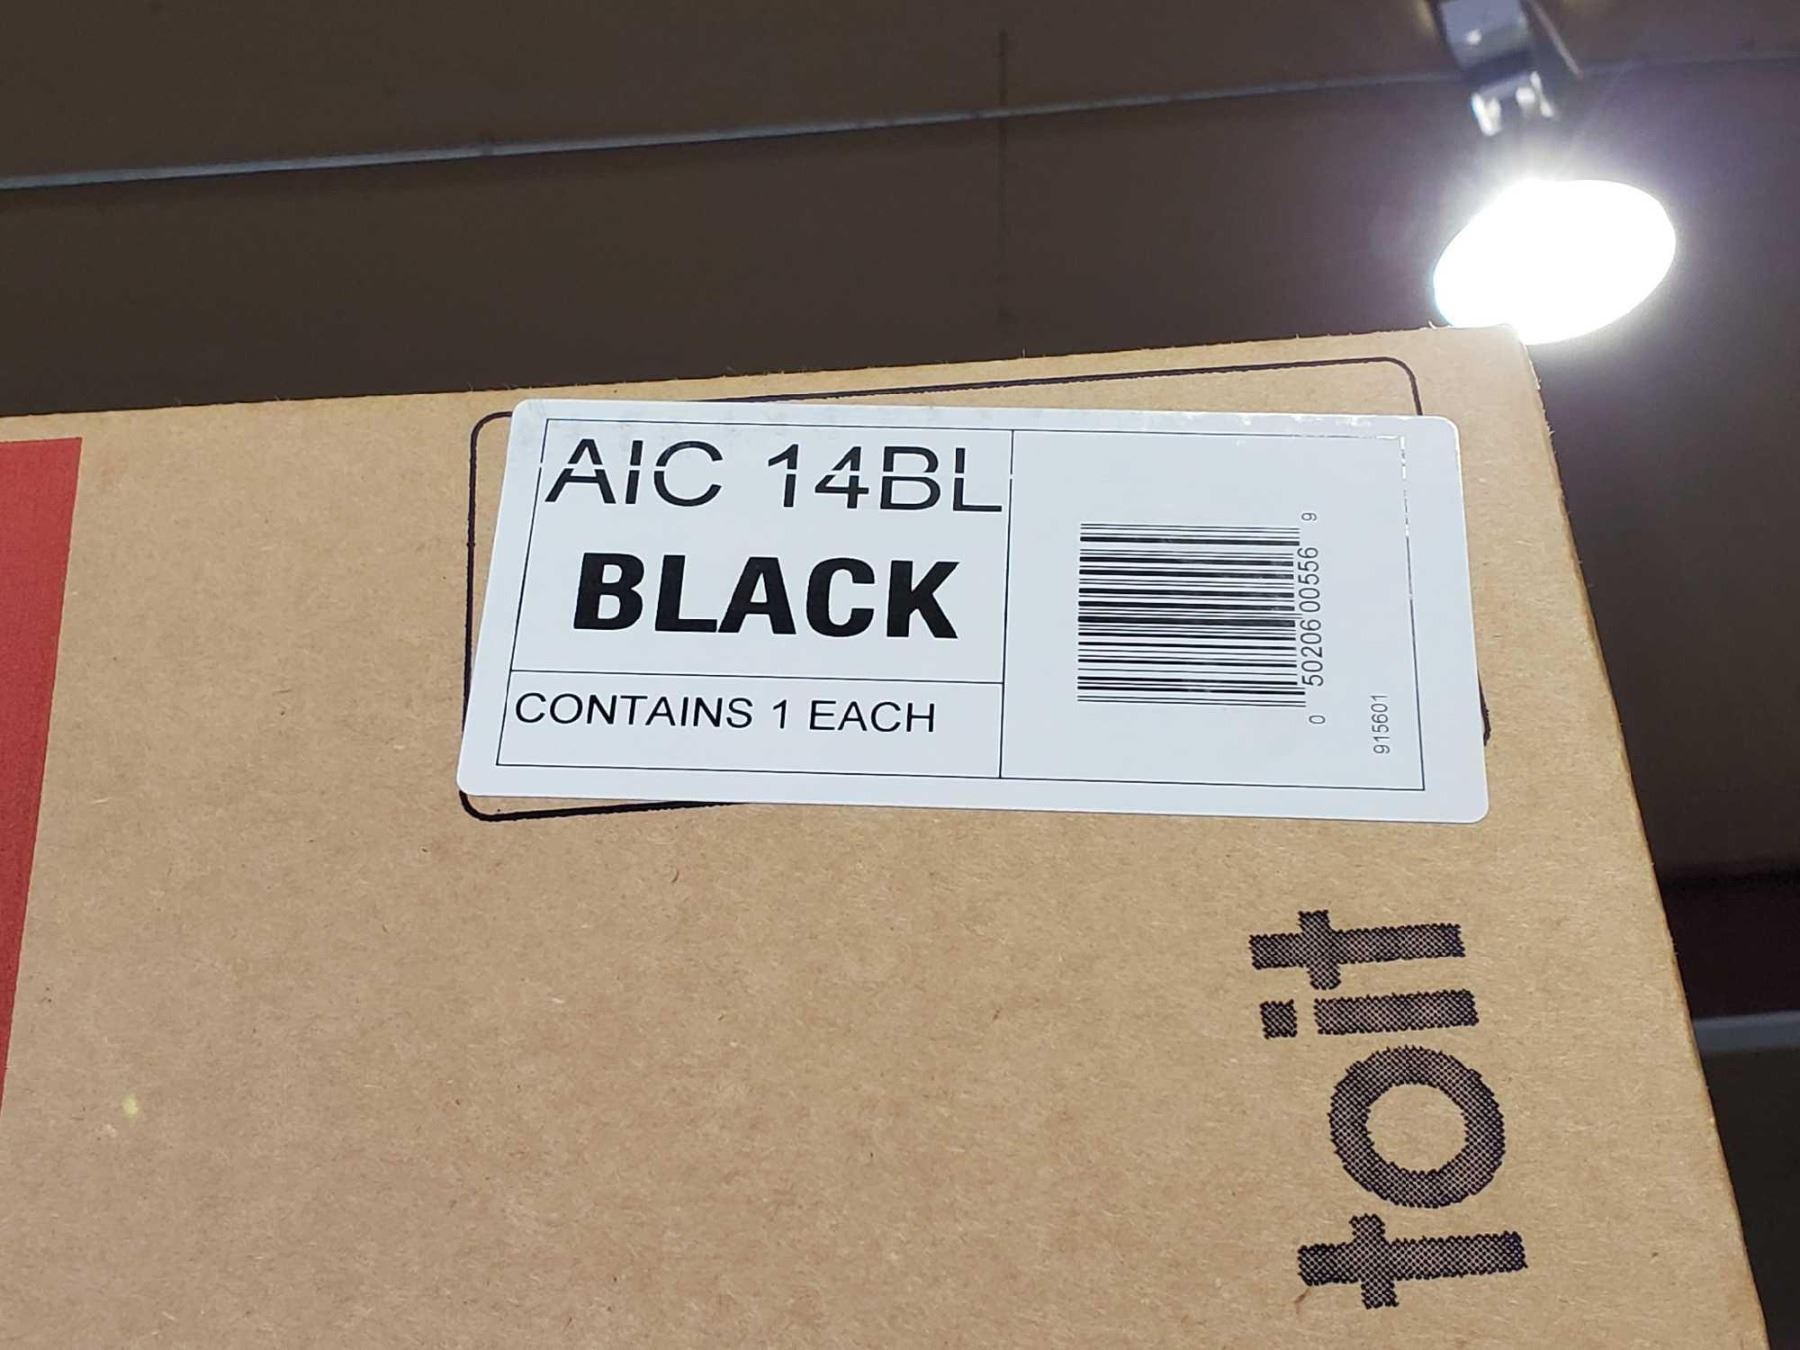 AIC 14BL
BLACK
CONTAINS 1 EACH
0 50206 00556 9
915601
toit